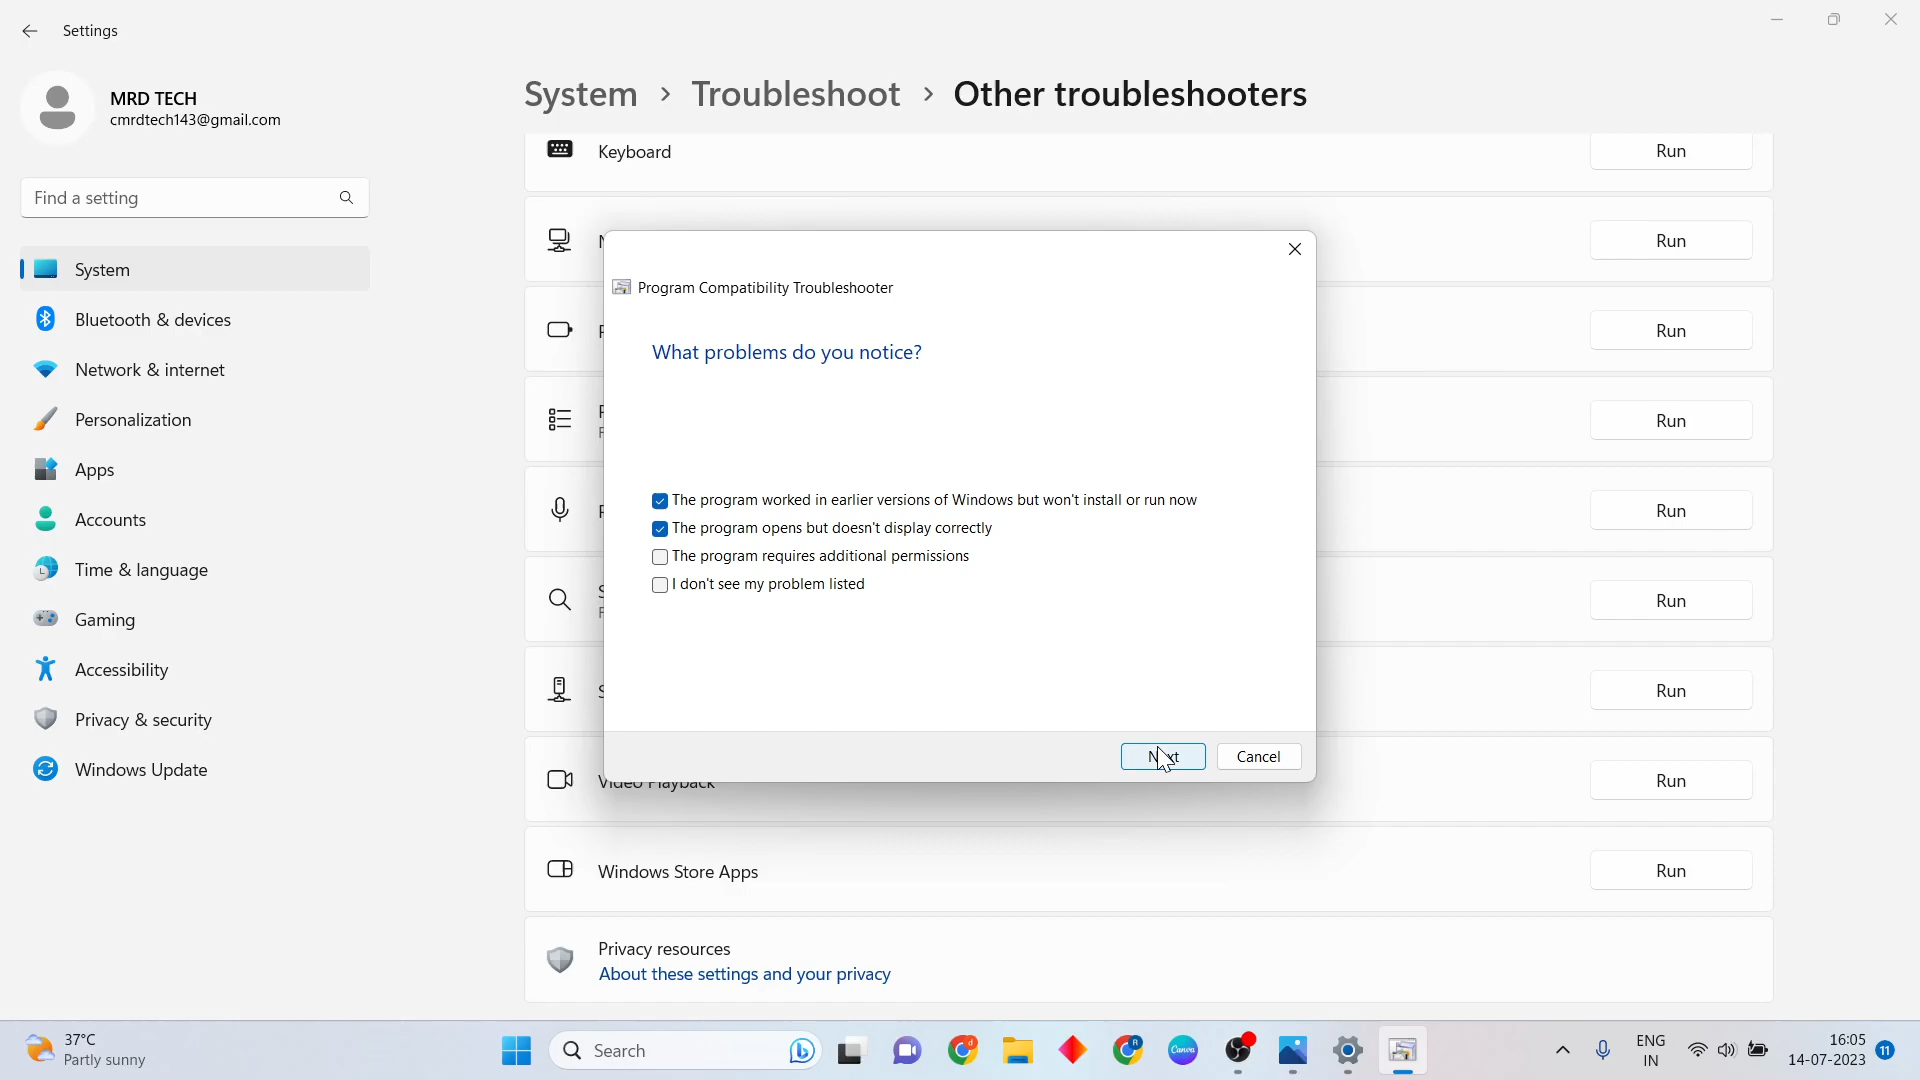 Settings
MRD TECH
cmrdtech143@gmail.com
Find a setting
System
Bluetooth & devices
Network & internet
Personalization
Apps
Accounts
Time & language
Gaming
Accessibility
Privacy & security
Windows Update
System > Troubleshoot > Other troubleshooters
Keyboard Run
Run
Run
Run
Run
Run
Run
Video Playback Run
Windows Store Apps Run
Privacy resources
About these settings and your privacy
Program Compatibility Troubleshooter
What problems do you notice?
The program worked in earlier versions of Windows but won't install or run now
The program opens but doesn't display correctly
The program requires additional permissions
I don't see my problem listed
Next Cancel
37°C
Partly sunny
Search
Canva
ENG
IN
16:05
14-07-2023
11